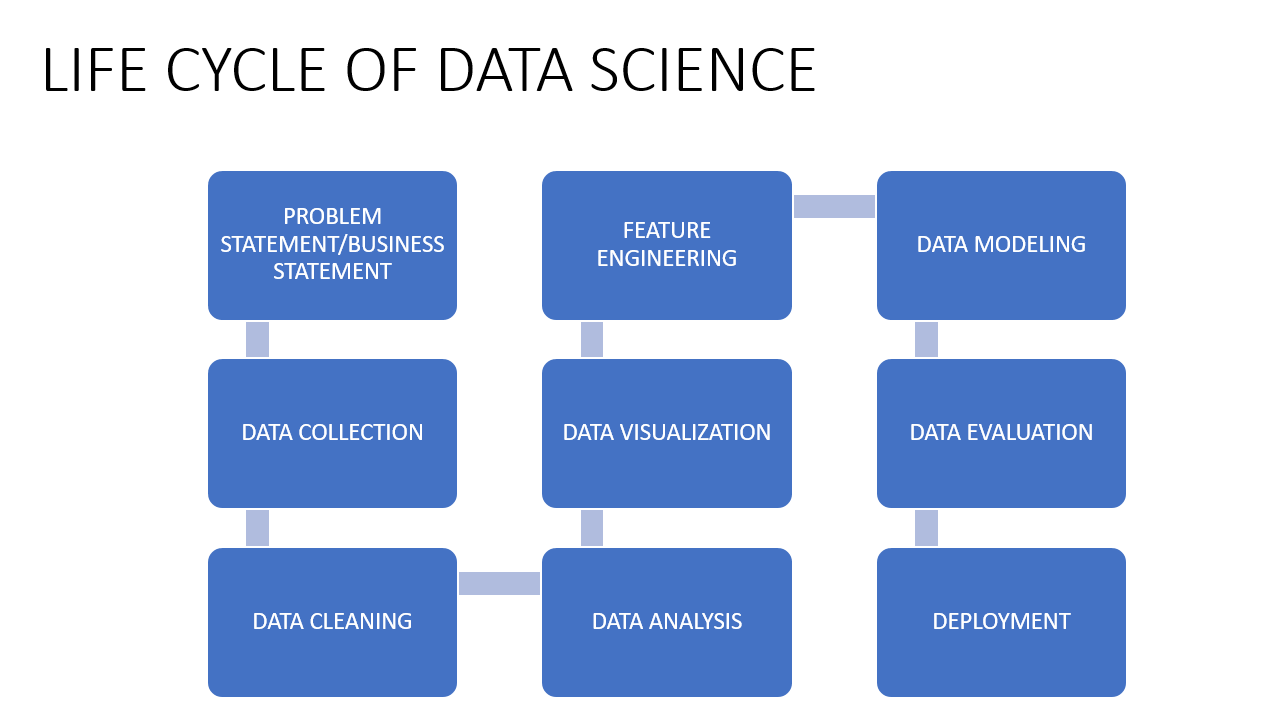 LIFE CYCLE OF DATA SCIENCE
PROBLEM
STATEMENT/BUSINESS
STATEMENT
DATA COLLECTION
DATA CLEANING
DATA ANALYSIS
DATA VISUALIZATION
FEATURE
ENGINEERING
DATA MODELING
DATA EVALUATION
DEPLOYMENT